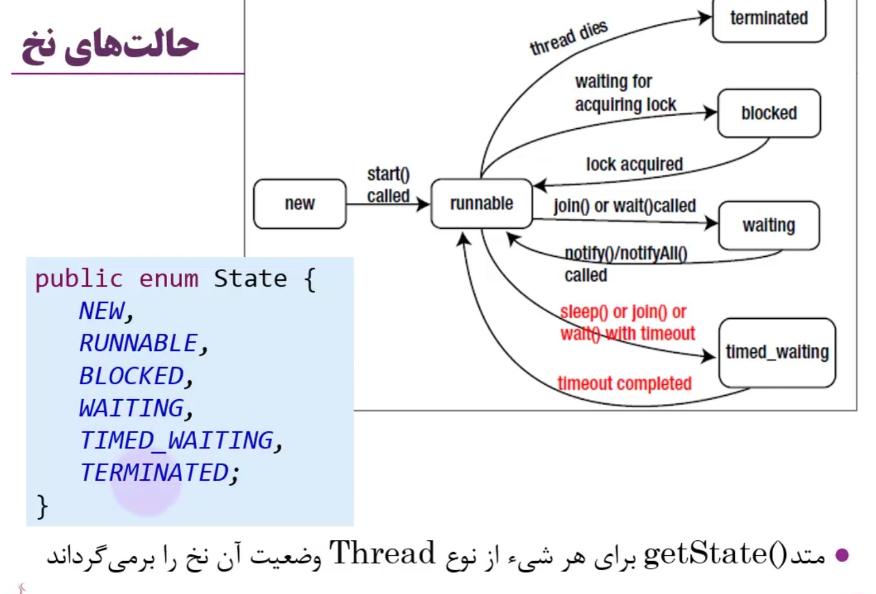 حالت‌های نخ
terminated
thread dies
waiting for
acquiring lock
blocked
lock acquired
start()
called
new
runnable
join() or wait()called
waiting
notify()/notifyAll()
called
sleep() or join() or
wait() with timeout
timed_waiting
timeout completed
public enum State {
NEW,
RUNNABLE,
BLOCKED,
WAITING,
TIMED_WAITING,
TERMINATED;
}
• متد getState() برای هر شیء از نوع Thread وضعیت آن نخ را برمی‌گرداند